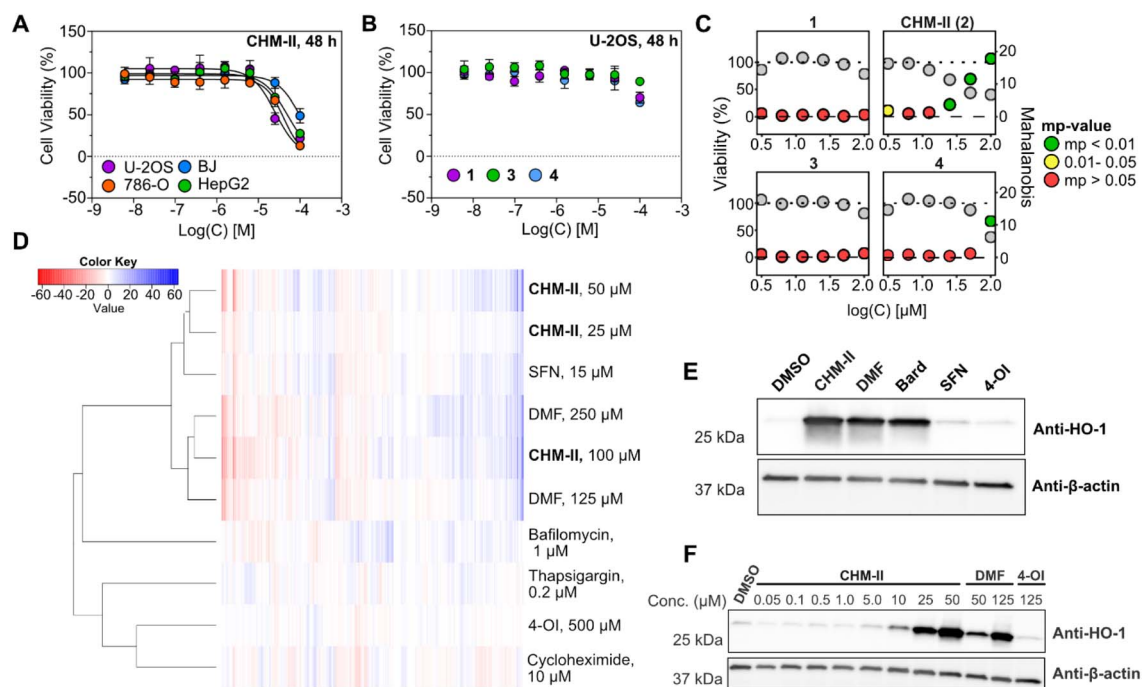 A
CHM-II, 48 h
Cell Viability (%)
150
100
50
0
50
-9 -8 -7 -6 -5 -4 -3
Log(C) [M]
U-2OS BJ
786-O HepG2
B
U-2OS, 48 h
Cell Viability (%)
150
100
50
0
50
-9 -8 -7 -6 -5 -4 -3
Log(C) [M]
1 3 4
C
1 CHM-II (2)
100
50
0
20
10
0
3 4
100
50
0
20
10
0
0.5 1.0 1.5 2.0 0.5 1.0 1.5 2.0
Viability (%)
Mahalanobis
log(C) [µM]
mp-value
mp < 0.01
0.01- 0.05
mp > 0.05
D
Color Key
-60 -40 -20 0 20 40 60
Value
CHM-II, 50 µM
CHM-II, 25 µM
SFN, 15 µM
DMF, 250 µM
CHM-II, 100 µM
DMF, 125 µM
Bafilomycin,
1 µM
Thapsigargin,
0.2 µM
4-OI, 500 µM
Cycloheximide,
10 µM
E
DMSO CHM-II DMF Bard SFN 4-OI
25 kDa Anti-HO-1
37 kDa Anti-β-actin
F
DMSO CHM-II DMF 4-OI
Conc. (µM) 0.05 0.1 0.5 1.0 5.0 10 25 50 50 125 125
25 kDa Anti-HO-1
37 kDa Anti-β-actin